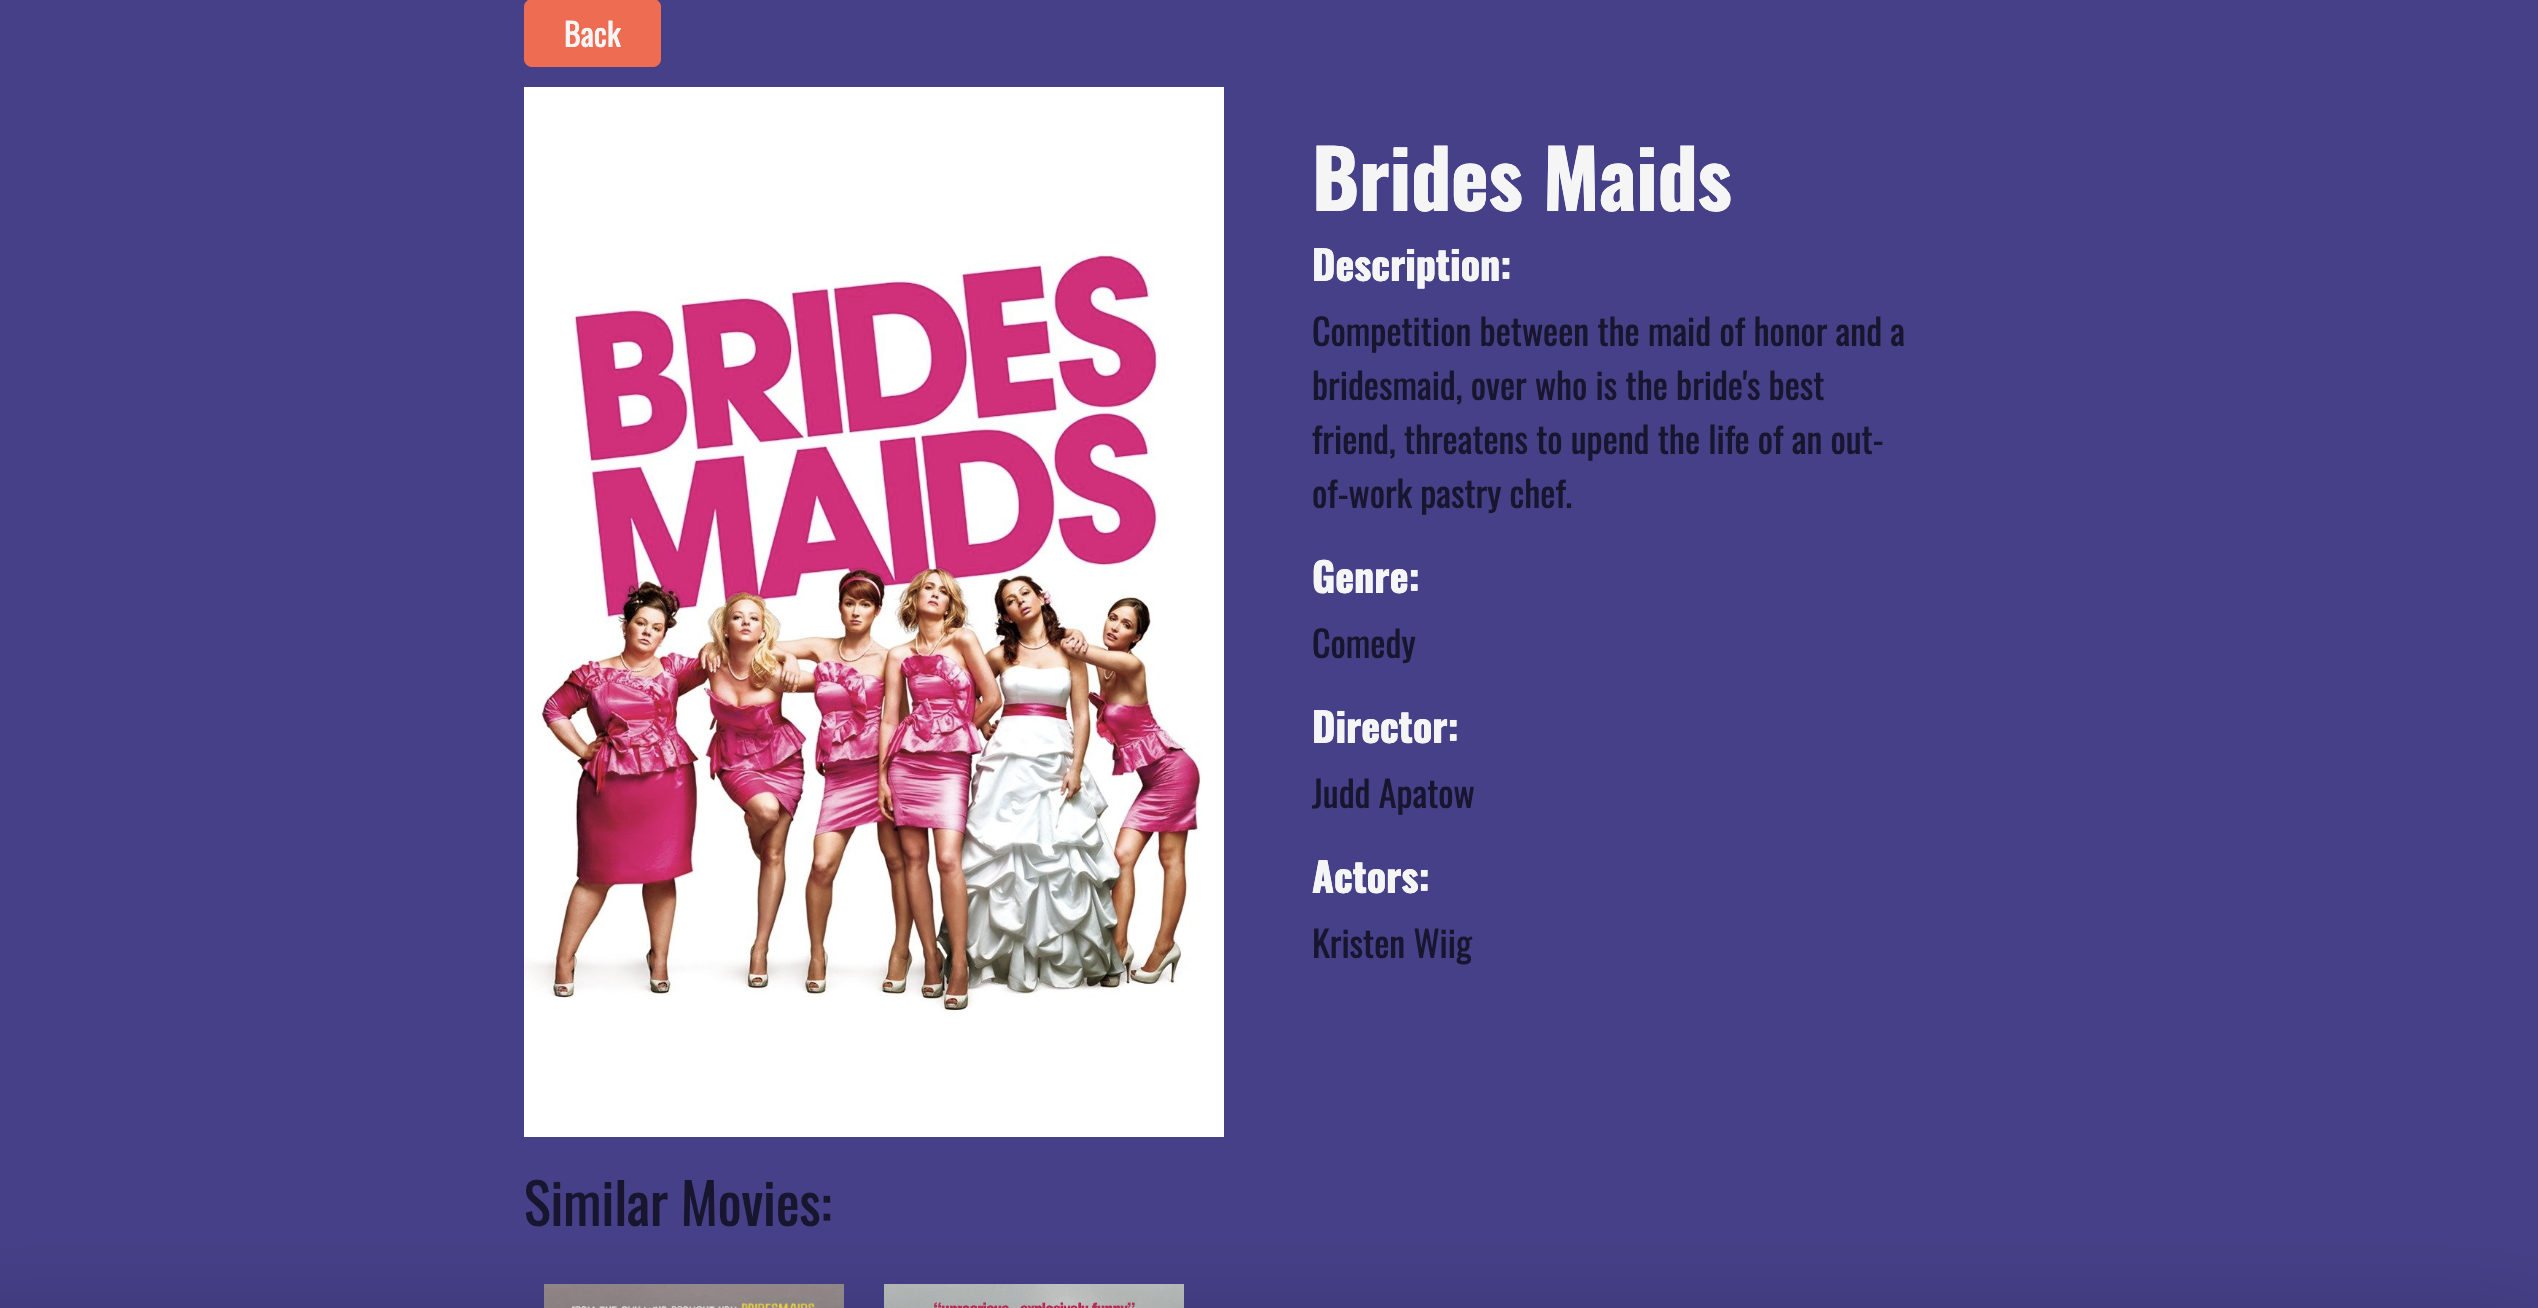 Back
BRIDES
MAIDS
Brides Maids
Description:
Competition between the maid of honor and a
bridesmaid, over who is the bride's best
friend, threatens to upend the life of an out-
of-work pastry chef.
Genre:
Comedy
Director:
Judd Apatow
Actors:
Kristen Wiig
Similar Movies:
BRIDESMAIDS